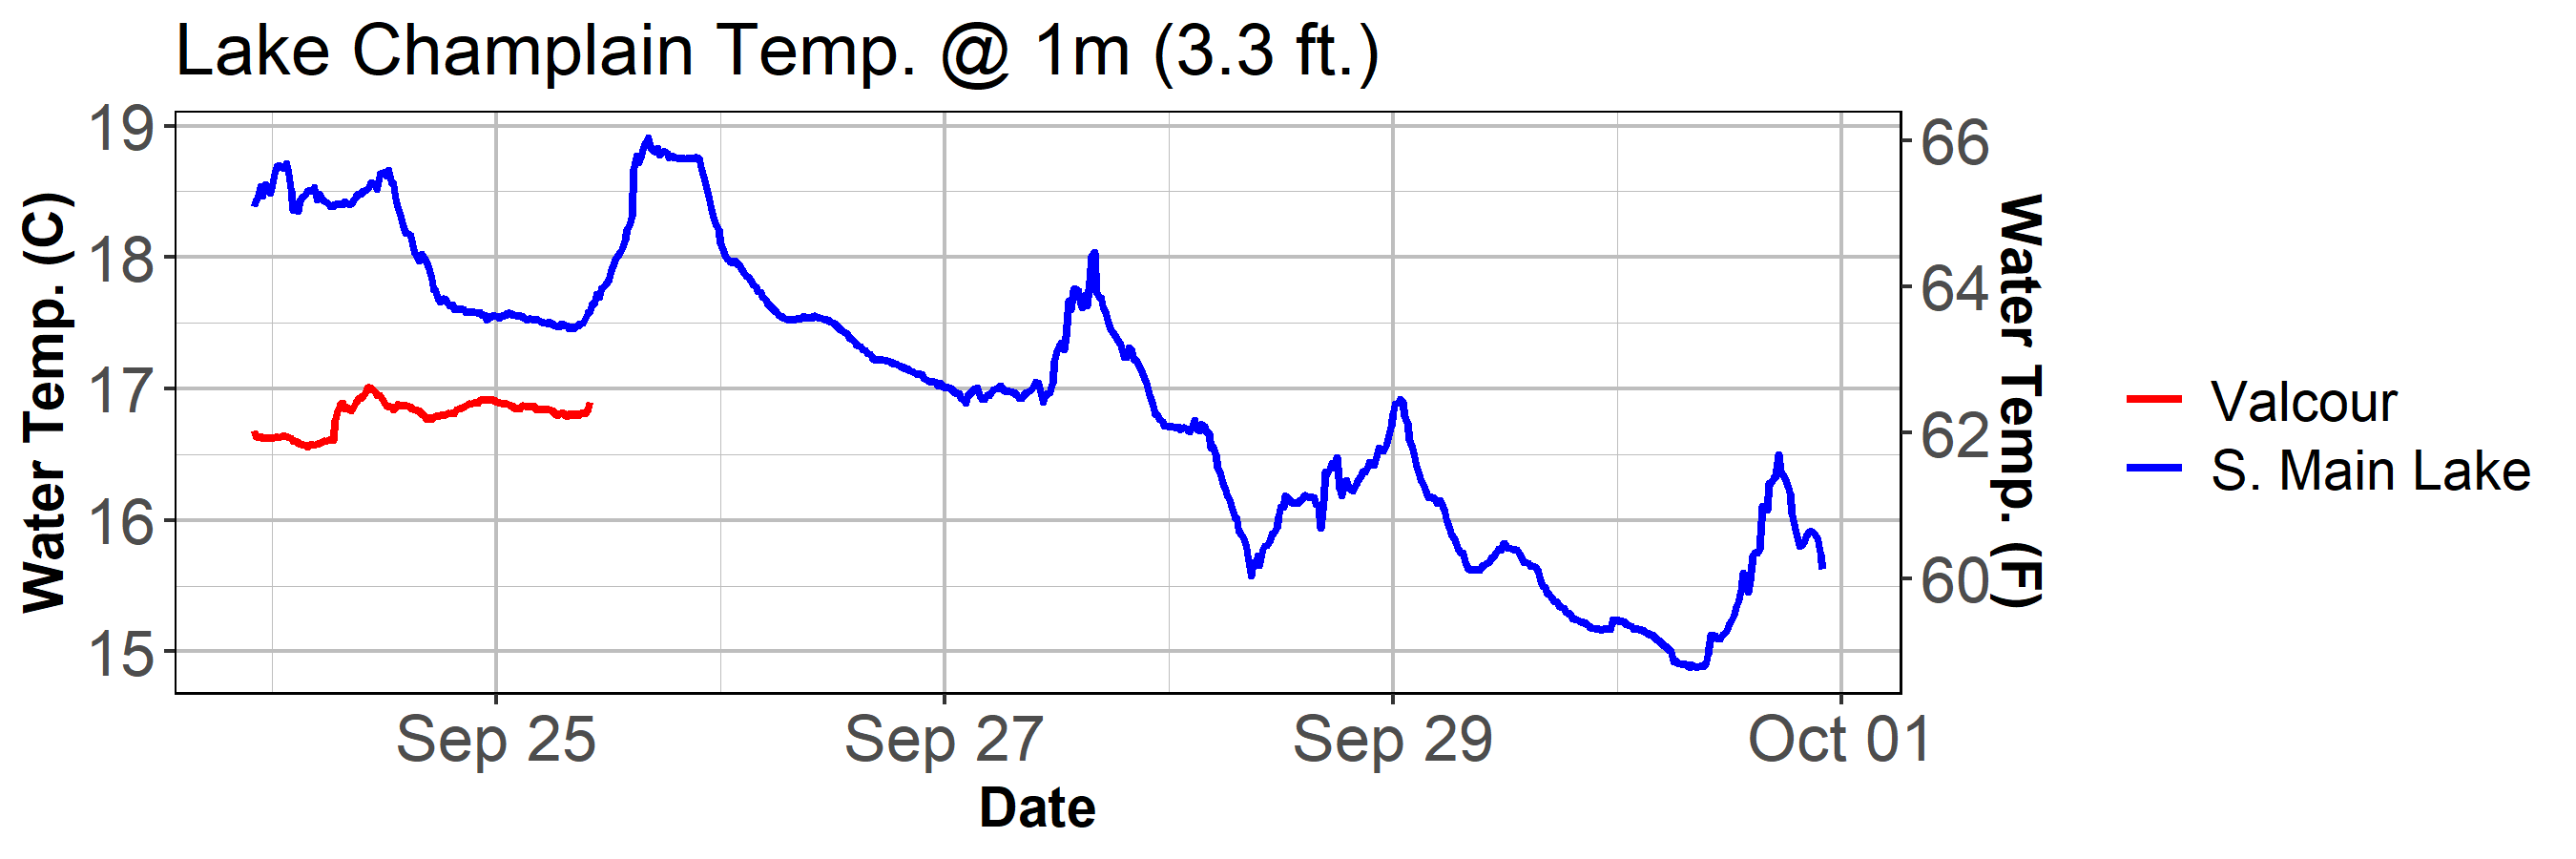 Lake Champlain Temp. @ 1m (3.3 ft.)
Water Temp. (C)
19
18
17
16
15
66
64
62
60
Water Temp. (F)
Sep 25
Sep 27
Sep 29
Oct 01
Date
Valcour
S. Main Lake